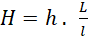 H = h . L/l